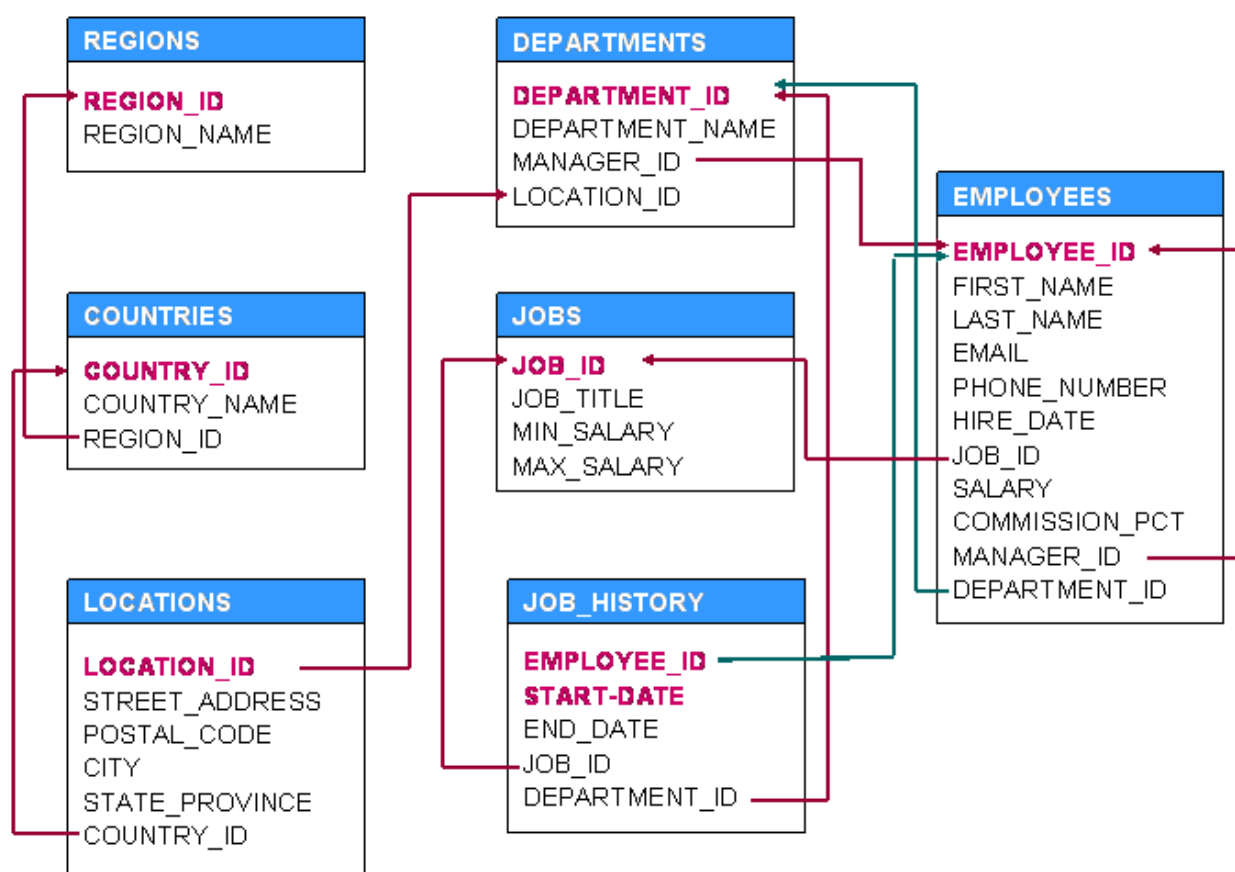 REGIONS
REGION_ID
REGION_NAME
DEPARTMENTS
DEPARTMENT_ID
DEPARTMENT_NAME
MANAGER_ID
LOCATION_ID
EMPLOYEES
EMPLOYEE_ID
FIRST_NAME
LAST_NAME
EMAIL
PHONE_NUMBER
HIRE_DATE
JOB_ID
SALARY
COMMISSION_PCT
MANAGER_ID
DEPARTMENT_ID
COUNTRIES
COUNTRY_ID
COUNTRY_NAME
REGION_ID
JOBS
JOB_ID
JOB_TITLE
MIN_SALARY
MAX_SALARY
LOCATIONS
LOCATION_ID
STREET_ADDRESS
POSTAL_CODE
CITY
STATE_PROVINCE
COUNTRY_ID
JOB_HISTORY
EMPLOYEE_ID
START-DATE
END_DATE
JOB_ID
DEPARTMENT_ID